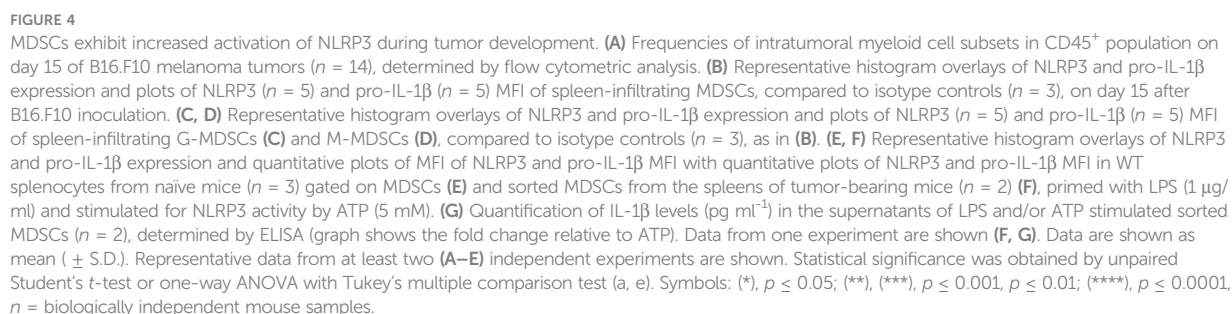 FIGURE 4
MDSCs exhibit increased activation of NLRP3 during tumor development. (A) Frequencies of intratumoral myeloid cell subsets in CD45⁺ population on
day 15 of B16.F10 melanoma tumors (n = 14), determined by flow cytometric analysis. (B) Representative histogram overlays of NLRP3 and pro-IL-1β
expression and plots of NLRP3 (n = 5) and pro-IL-1β (n = 5) MFI of spleen-infiltrating MDSCs, compared to isotype controls (n = 3), on day 15 after
B16.F10 inoculation. (C, D) Representative histogram overlays of NLRP3 and pro-IL-1β expression and plots of NLRP3 (n = 5) and pro-IL-1β (n = 5) MFI
of spleen-infiltrating G-MDSCs (C) and M-MDSCs (D), compared to isotype controls (n = 3), as in (B). (E, F) Representative histogram overlays of NLRP3
and pro-IL-1β expression and quantitative plots of MFI of NLRP3 and pro-IL-1β MFI with quantitative plots of NLRP3 and pro-IL-1β MFI in WT
splenocytes from naïve mice (n = 3) gated on MDSCs (E) and sorted MDSCs from the spleens of tumor-bearing mice (n = 2) (F), primed with LPS (1 μg/
ml) and stimulated for NLRP3 activity by ATP (5 mM). (G) Quantification of IL-1β levels (pg ml⁻¹) in the supernatants of LPS and/or ATP stimulated sorted
MDSCs (n = 2), determined by ELISA (graph shows the fold change relative to ATP). Data from one experiment are shown (F, G). Data are shown as
mean ( ± S.D.). Representative data from at least two (A–E) independent experiments are shown. Statistical significance was obtained by unpaired
Student's t-test or one-way ANOVA with Tukey's multiple comparison test (a, e). Symbols: (*), p ≤ 0.05; (**), (***), p ≤ 0.001, p ≤ 0.01; (****), p ≤ 0.0001,
n = biologically independent mouse samples.